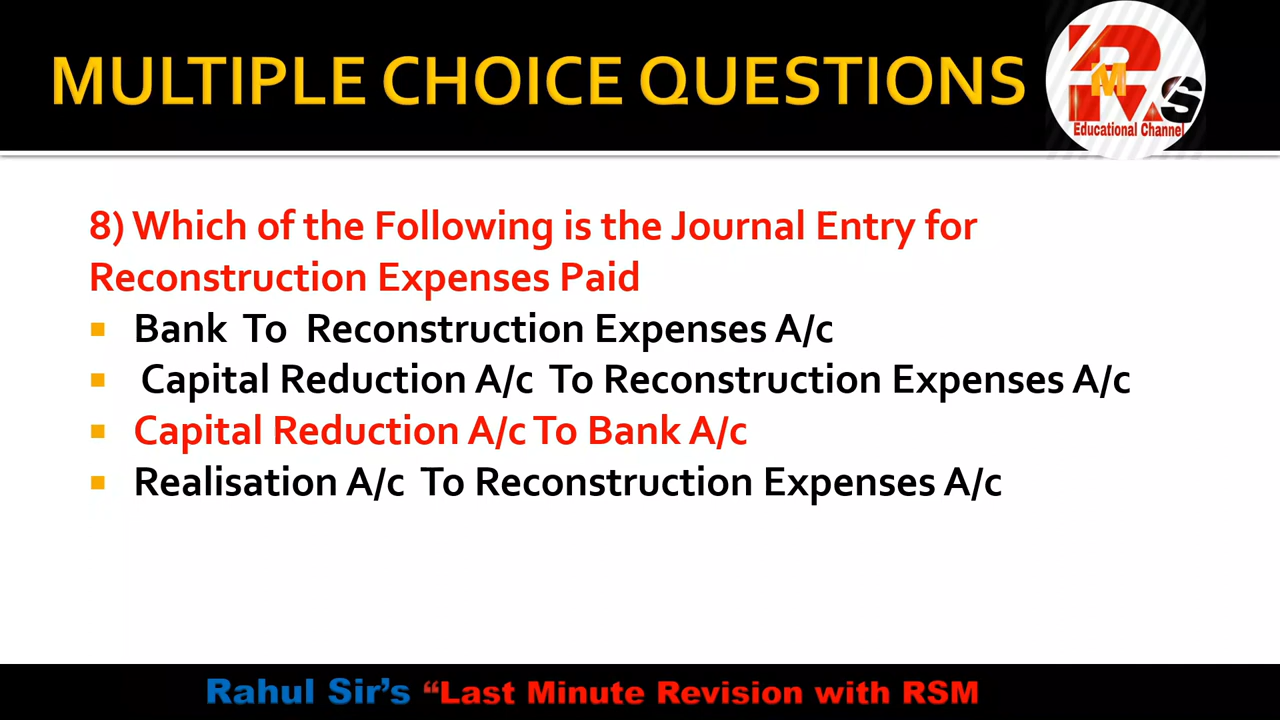 MULTIPLE CHOICE QUESTIONS
R
M
S
Educational Channel
8) Which of the Following is the Journal Entry for
Reconstruction Expenses Paid
Bank To Reconstruction Expenses A/c
Capital Reduction A/c To Reconstruction Expenses A/c
Capital Reduction A/c To Bank A/c
Realisation A/c To Reconstruction Expenses A/c
Rahul Sir's “Last Minute Revision with RSM